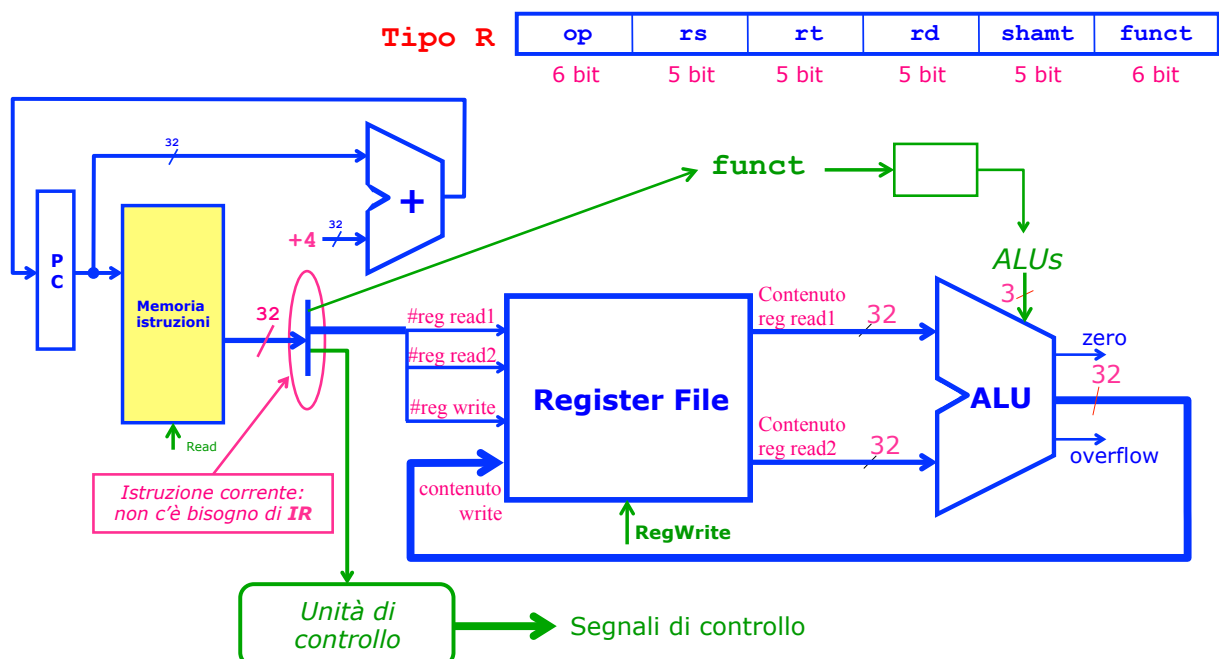 Tipo R
op rs rt rd shamt funct
6 bit 5 bit 5 bit 5 bit 5 bit 6 bit
32
funct
+
32
+4
P
C
ALUs
3
Memoria
istruzioni
32
#reg read1
#reg read2
#reg write
contenuto
write
Register File
Contenuto
reg read1
32
Contenuto
reg read2
32
ALU
zero
32
overflow
Read
RegWrite
Istruzione corrente:
non c'è bisogno di IR
Unità di
controllo
Segnali di controllo